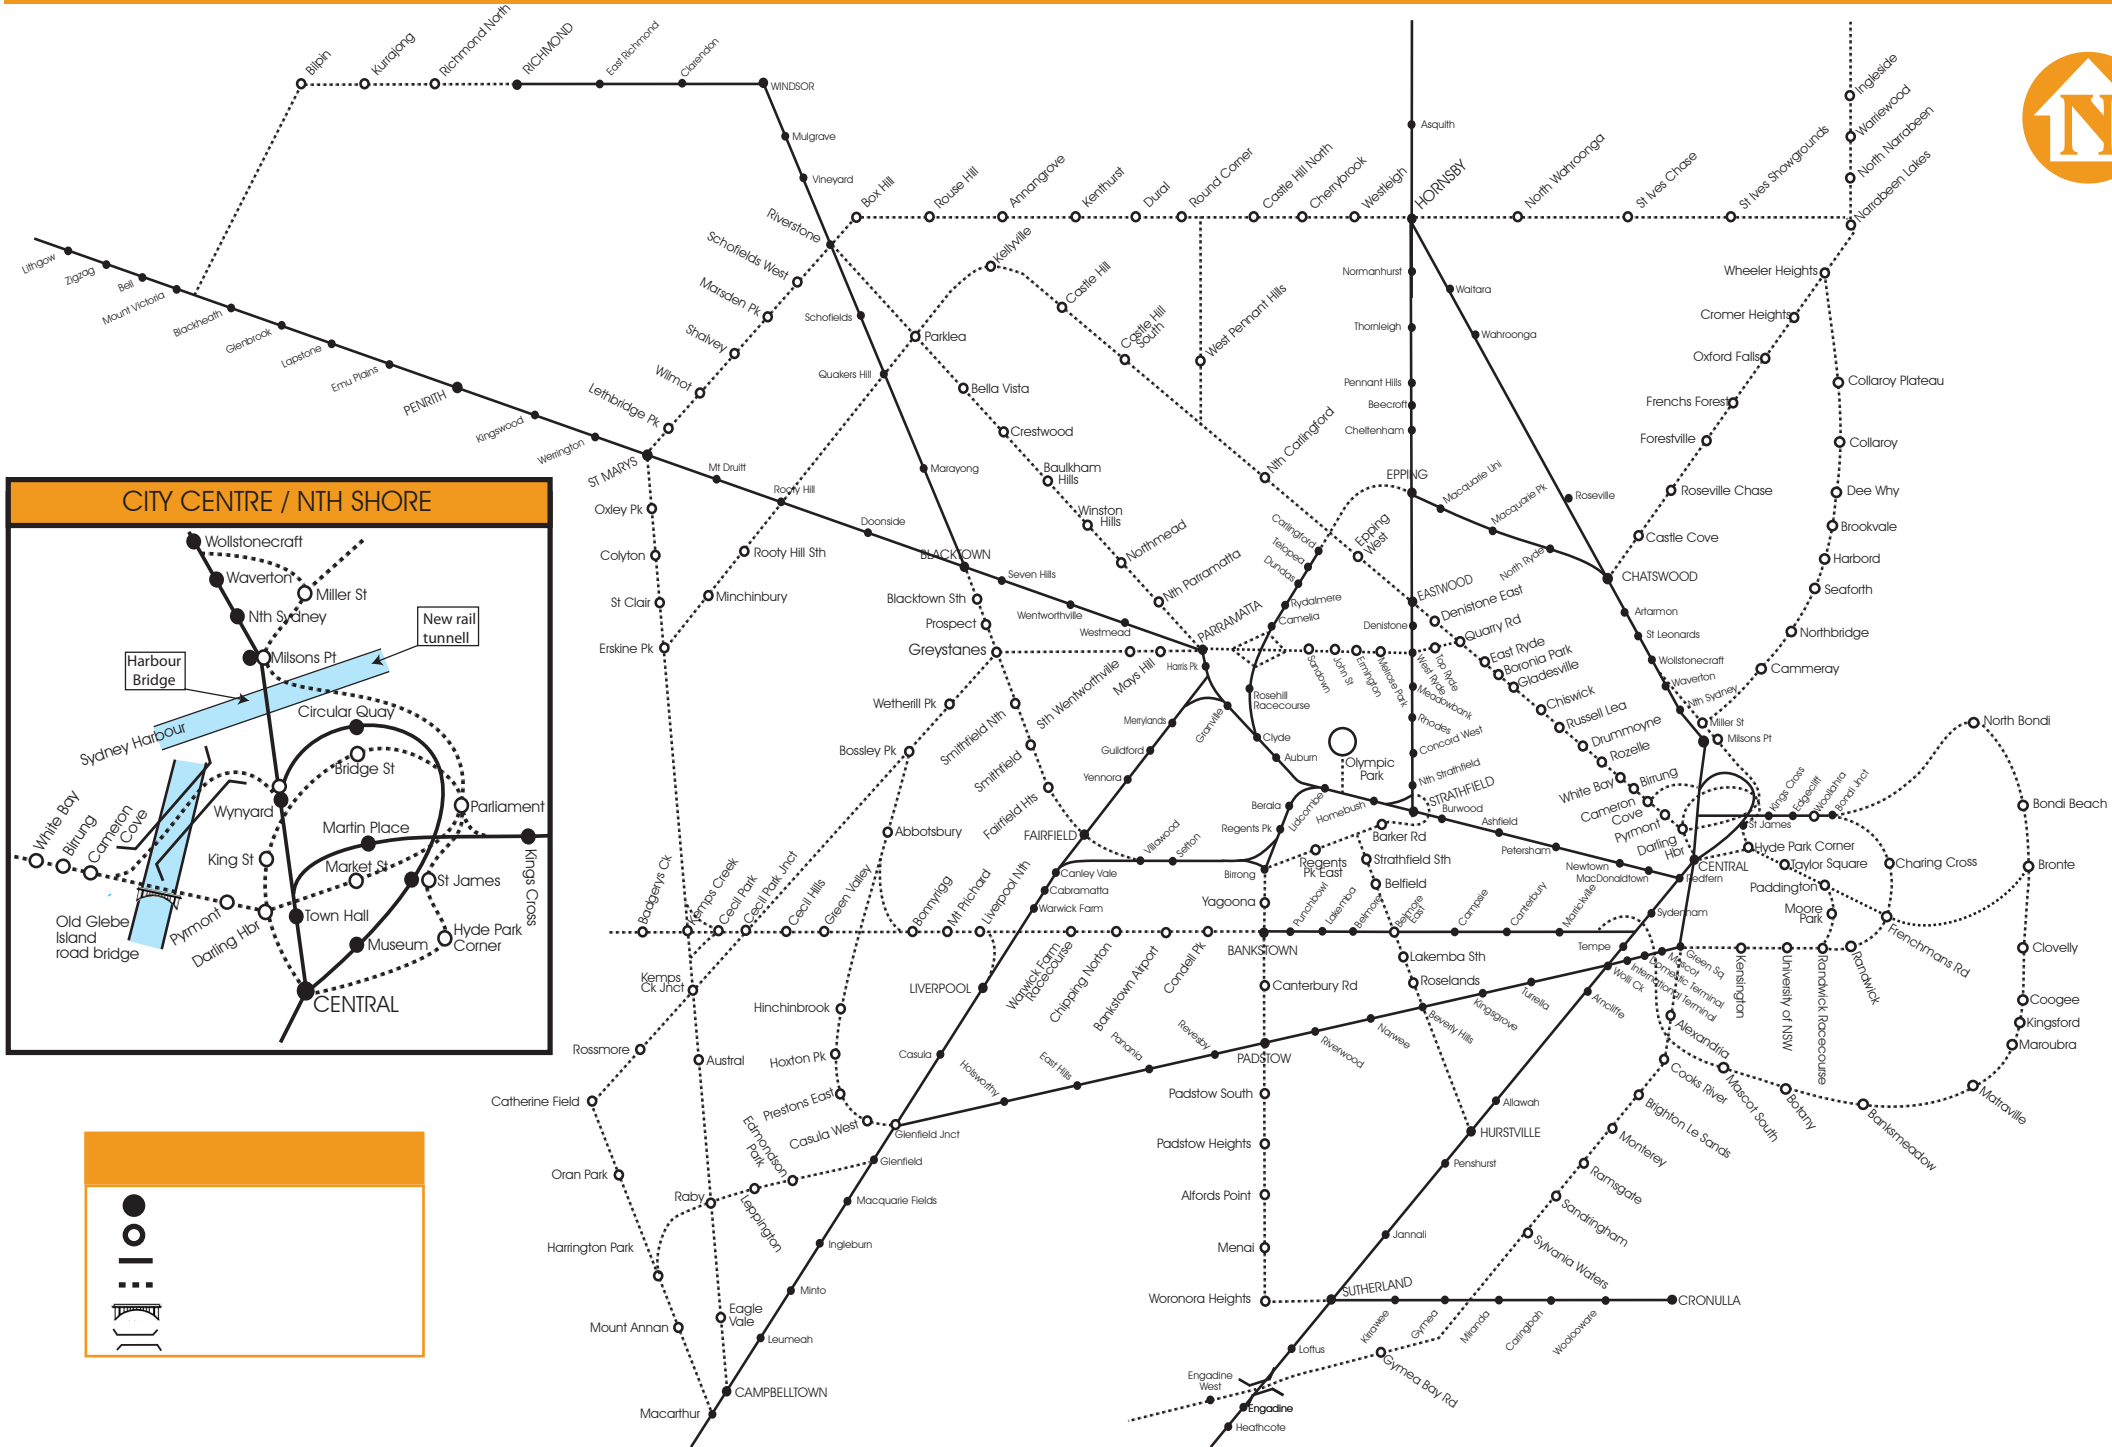 Bilpin
Kurrajong
Richmond North
RICHMOND
East Richmond
Clarendon
WINDSOR
Mulgrave
Vineyard
Riverstone
Box Hill
Rouse Hill
Annangrove
Kenthurst
Dural
Round Corner
Castle Hill North
Cherrybrook
Westleigh
HORNSBY
Asquith
North Wahroonga
St Ives Chase
St Ives Showgrounds
Ingleside
Warriewood
North Narrabeen
Narrabeen Lakes
N
Lithgow
Zigzag
Bell
Mount Victoria
Blackheath
Glenbrook
Lapstone
Emu Plains
PENRITH
Kingswood
Werrington
ST MARYS
Schofields West
Marsden Pk
Shalvey
Wilmot
Lethbridge Pk
Schofields
Quakers Hill
Marayong
Parklea
Kellyville
Castle Hill
Castle Hill
South
West Pennant Hills
Nth Carlingford
Bella Vista
Crestwood
Baulkham
Hills
Winston
Hills
Northmead
Nth Parramatta
Normanhurst
Thornleigh
Pennant Hills
Beecroft
Cheltenham
EPPING
Waitara
Wahroonga
Roseville
Macquarie Uni
Macquarie Pk
North Ryde
CHATSWOOD
Wheeler Heights
Cromer Heights
Oxford Falls
Frenchs Forest
Forestville
Roseville Chase
Castle Cove
Collaroy Plateau
Collaroy
Dee Why
Brookvale
Harbord
Seaforth
Northbridge
Cammeray
Mt Druitt
Rooty Hill
Doonside
BLACKTOWN
Seven Hills
Wentworthville
Westmead
PARRAMATTA
Oxley Pk
Colyton
St Clair
Erskine Pk
Rooty Hill Sth
Minchinbury
Blacktown Sth
Prospect
Greystanes
Wetherill Pk
Bossley Pk
Abbotsbury
Smithfield Nth
Smithfield
Fairfield Hts
Sth Wentworthville
Mays Hill
Harris Pk
Merrylands
Guildford
Yennora
FAIRFIELD
Granville
Clyde
Auburn
Rosehill
Racecourse
Camelia
Rydalmere
Dundas
Telopea
Carlingford
Epping
West
EASTWOOD
Denistone
Denistone East
Quarry Rd
Top Ryde
West Ryde
Sandown
John St
Ermington
Melrose Park
Meadowbank
Rhodes
Concord West
Nth Strathfield
STRATHFIELD
Olympic
Park
Lidcombe
Homebush
Berala
Regents Pk
Birrong
Barker Rd
Regents
Pk East
Strathfield Sth
Belfield
Burwood
Ashfield
Petersham
Newtown
MacDonaldtown
Redfern
CENTRAL
East Ryde
Boronia Park
Gladesville
Chiswick
Russell Lea
Drummoyne
Rozelle
Birrung
White Bay
Cameron
Cove
Pyrmont
Darling
Hbr
Artarmon
St Leonards
Wollstonecraft
Waverton
Nth Sydney
Miller St
Milsons Pt
Kings Cross
Edgecliff
Woollahra
Bondi Jnct
St James
Hyde Park Corner
Taylor Square
Paddington
Moore
Park
Charing Cross
North Bondi
Bondi Beach
Bronte
Clovelly
Coogee
Kingsford
Maroubra
Matraville
Banksmeadow
Botany
Mascot South
Frenchmans Rd
Randwick
Randwick Racecourse
University of NSW
Kensington
Green Sq
Mascot
Domestic Terminal
International Terminal
Wolli Ck
Alexandria
Cooks River
Brighton Le Sands
Monterey
Ramsgate
Sandringham
Sylvania Waters
Sydenham
Tempe
Arncliffe
Allawah
HURSTVILLE
Penshurst
Jannali
SUTHERLAND
Kirrawee
Gymea
Miranda
Caringbah
Woolooware
CRONULLA
Gymea Bay Rd
Loftus
Engadine
West
Engadine
Heathcote
Villawood
Sefton
Canley Vale
Cabramatta
Warwick Farm
LIVERPOOL
Casula
Glenfield Jnct
Glenfield
Macquarie Fields
Ingleburn
Minto
Leumeah
CAMPBELLTOWN
Macarthur
Yagoona
BANKSTOWN
Punchbowl
Lakemba
Belmore
Belmore
East
Campsie
Canterbury
Marrickville
Lakemba Sth
Roselands
Canterbury Rd
PADSTOW
Padstow South
Padstow Heights
Alfords Point
Menai
Woronora Heights
Holsworthy
East Hills
Panania
Revesby
Riverwood
Narwee
Beverly Hills
Kingsgrove
Turrella
Badgerys Ck
Kemps Creek
Cecil Park
Cecil Park Jnct
Cecil Hills
Green Valley
Bonnyrigg
Mt Prichard
Liverpool Nth
Warwick Farm
Racecourse
Chipping Norton
Bankstown Airport
Condell Pk
Kemps
Ck Jnct
Rossmore
Catherine Field
Oran Park
Harrington Park
Mount Annan
Austral
Raby
Leppington
Edmondson
Park
Eagle
Vale
Hinchinbrook
Hoxton Pk
Prestons East
Casula West
CITY CENTRE / NTH SHORE
Wollstonecraft
Waverton
Miller St
Nth Sydney
New rail
tunnell
Harbour
Bridge
Milsons Pt
Sydney Harbour
Circular Quay
Bridge St
Wynyard
Parliament
White Bay
Birrung
Cameron
Cove
Martin Place
King St
Market St
St James
Kings Cross
Old Glebe
Island
road bridge
Pyrmont
Darling Hbr
Town Hall
Museum
Hyde Park
Corner
CENTRAL